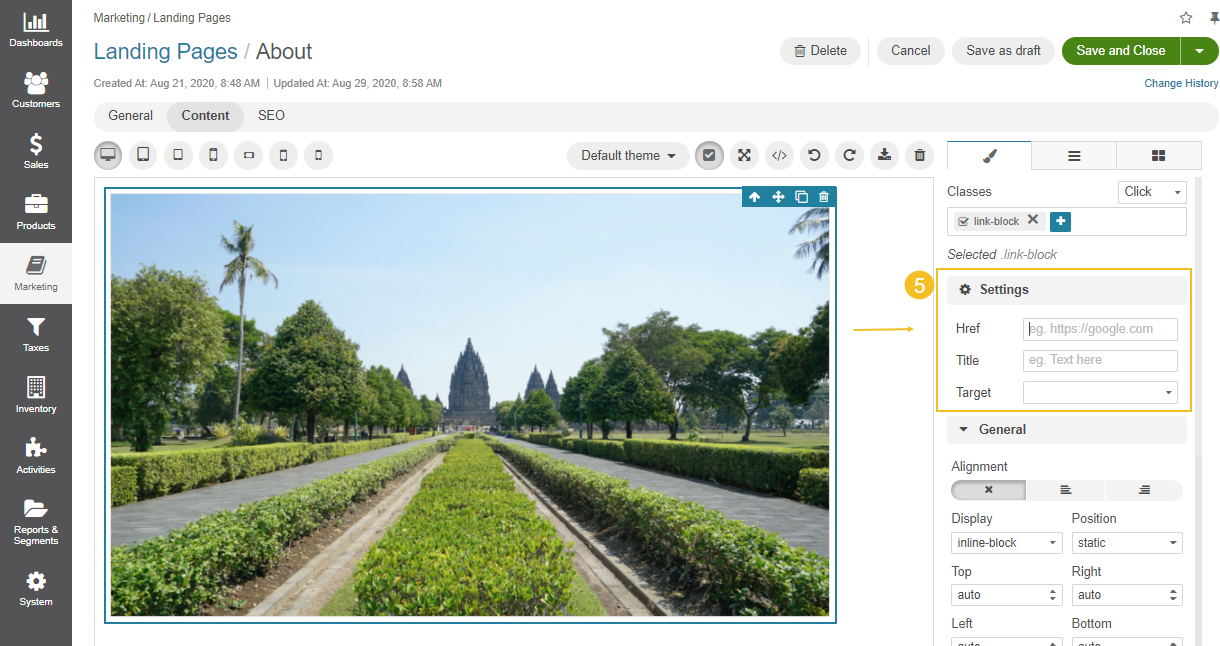 Dashboards
Customers
Sales
Products
Marketing
Taxes
Inventory
Activities
Reports &
Segments
System
Marketing / Landing Pages
Landing Pages / About
Delete
Cancel
Save as draft
Save and Close
Created At: Aug 21, 2020, 8:48 AM | Updated At: Aug 29, 2020, 8:58 AM
Change History
General
Content
SEO
Default theme
Classes
Click
link-block
Selected .link-block
5
Settings
Href
eg. https://google.com
Title
eg. Text here
Target
General
Alignment
Display
Position
inline-block
static
Top
Right
auto
auto
Left
Bottom
auto
auto